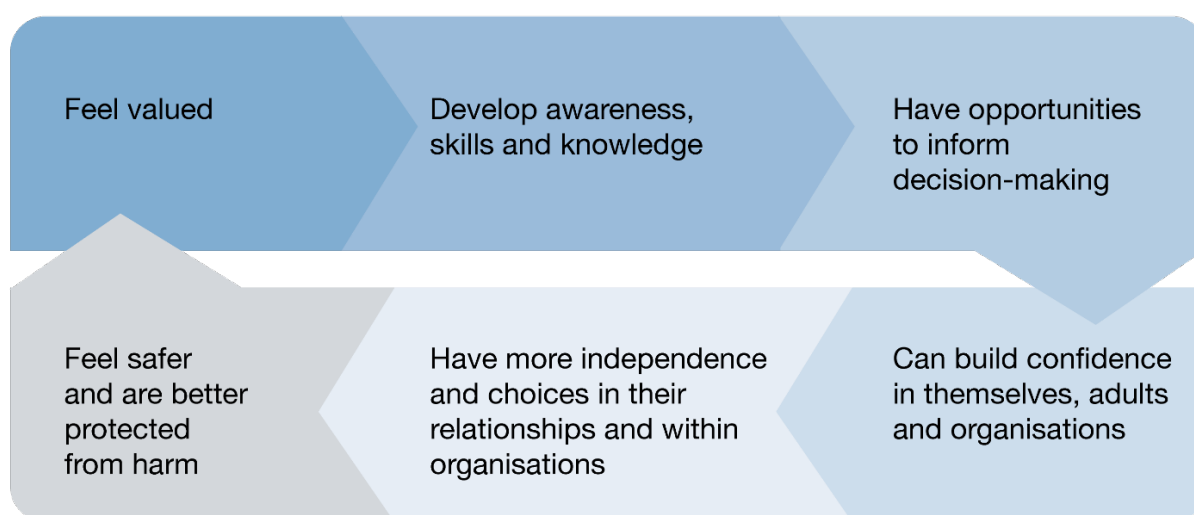 Feel valued
Develop awareness,
skills and knowledge
Have opportunities
to inform
decision-making
Can build confidence
in themselves, adults
and organisations
Have more independence
and choices in their
relationships and within
organisations
Feel safer
and are better
protected
from harm